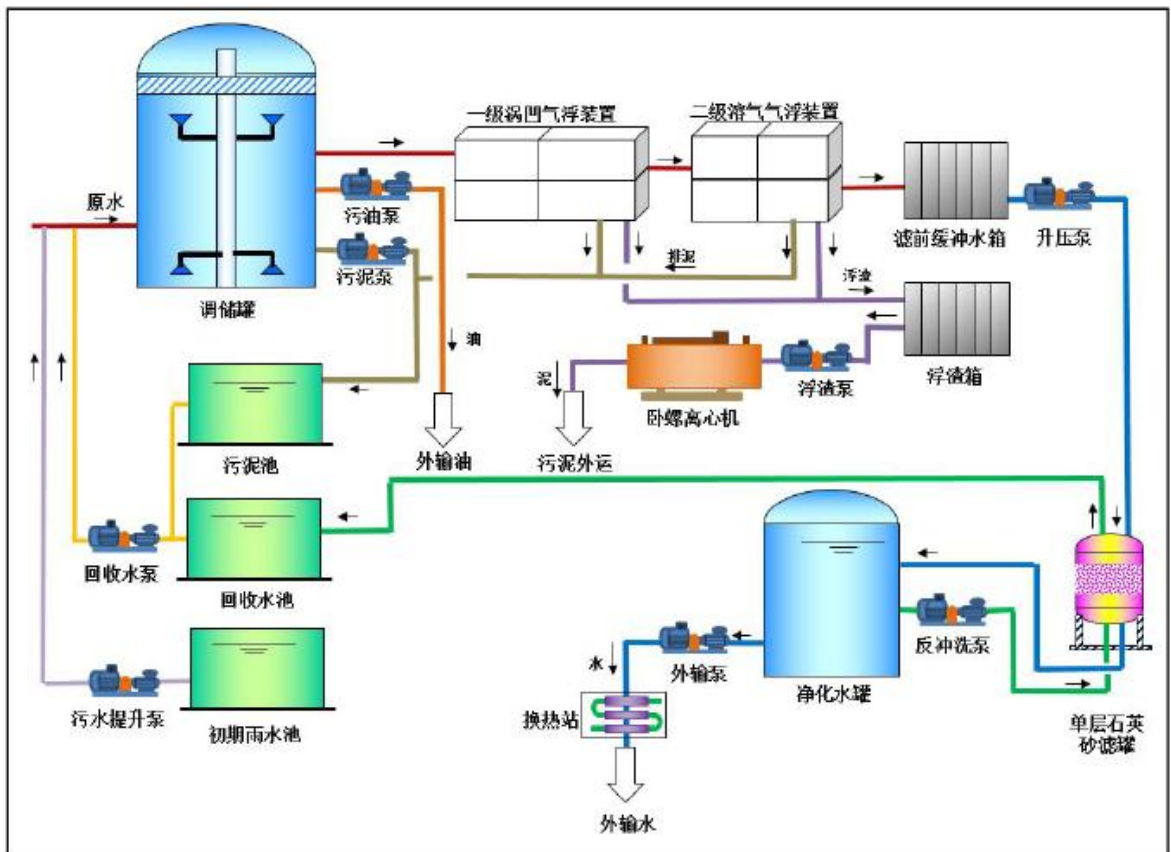 一级涡凹气浮装置
二级溶气气浮装置
原水
污油泵
滤前缓冲水箱
升压泵
污泥泵
排泥
浮渣
调储罐
油
泥
浮渣泵
浮渣箱
卧螺离心机
污泥池
外输油
污泥外运
回收水泵
回收水池
反冲洗泵
水
外输泵
净化水罐
污水提升泵
初期雨水池
换热站
单层石英
砂滤罐
外输水